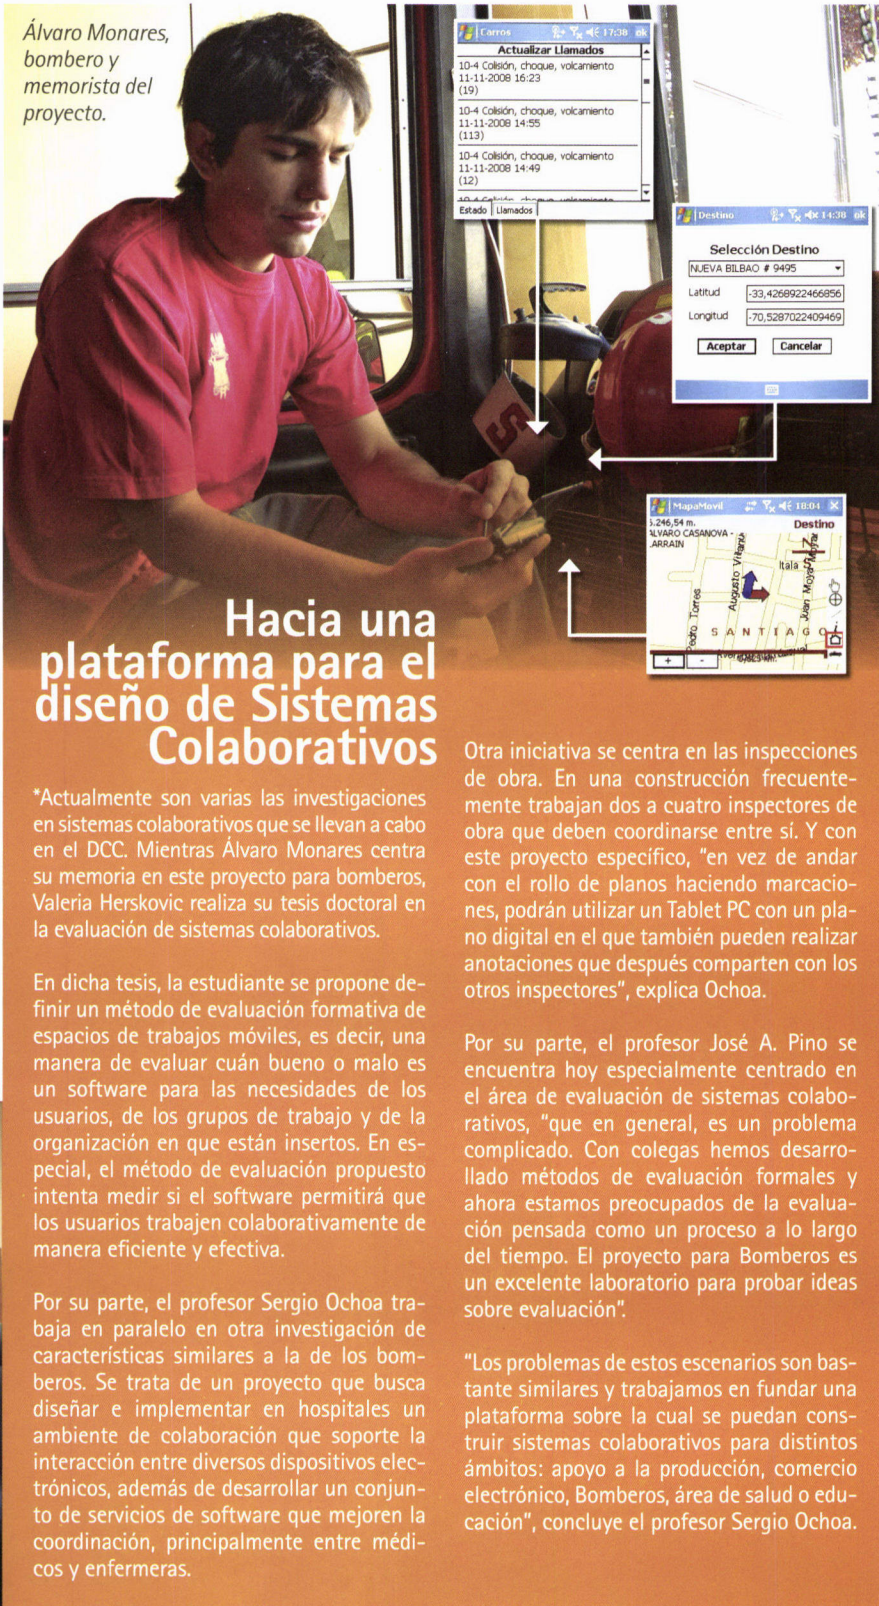 Álvaro Monares,
bombero y
memorista del
proyecto.
Carros 17:38 ok
Actualizar Llamados
10-4 Colisión, choque, volcamiento
11-11-2008 16:23
(19)
10-4 Colisión, choque, volcamiento
11-11-2008 14:55
(113)
10-4 Colisión, choque, volcamiento
11-11-2008 14:49
(12)
Estado Llamados
Destino 14:38 ok
Selección Destino
NUEVA BILBAO # 9495
Latitud -33,4268922466856
Longitud -70,5287022409469
Aceptar Cancelar
MapaMovil 18:04
.246,54 m.
ALVARO CASANOVA -
Destino
Itala
Augusto
Juan Moya
Pedro Torres
SANTIAGO
+ -
Hacia una
plataforma para el
diseño de Sistemas
Colaborativos
*Actualmente son varias las investigaciones
en sistemas colaborativos que se llevan a cabo
en el DCC. Mientras Álvaro Monares centra
su memoria en este proyecto para bomberos,
Valeria Herskovic realiza su tesis doctoral en
la evaluación de sistemas colaborativos.
En dicha tesis, la estudiante se propone de-
finir un método de evaluación formativa de
espacios de trabajos móviles, es decir, una
manera de evaluar cuán bueno o malo es
un software para las necesidades de los
usuarios, de los grupos de trabajo y de la
organización en que están insertos. En es-
pecial, el método de evaluación propuesto
intenta medir si el software permitirá que
los usuarios trabajen colaborativamente de
manera eficiente y efectiva.
Por su parte, el profesor Sergio Ochoa tra-
baja en paralelo en otra investigación de
características similares a la de los bom-
beros. Se trata de un proyecto que busca
diseñar e implementar en hospitales un
ambiente de colaboración que soporte la
interacción entre diversos dispositivos elec-
trónicos, además de desarrollar un conjun-
to de servicios de software que mejoren la
coordinación, principalmente entre médi-
cos y enfermeras.
Otra iniciativa se centra en las inspecciones
de obra. En una construcción frecuente-
mente trabajan dos a cuatro inspectores de
obra que deben coordinarse entre sí. Y con
este proyecto específico, "en vez de andar
con el rollo de planos haciendo marcacio-
nes, podrán utilizar un Tablet PC con un pla-
no digital en el que también pueden realizar
anotaciones que después comparten con los
otros inspectores", explica Ochoa.
Por su parte, el profesor José A. Pino se
encuentra hoy especialmente centrado en
el área de evaluación de sistemas colabo-
rativos, "que en general, es un problema
complicado. Con colegas hemos desarro-
llado métodos de evaluación formales y
ahora estamos preocupados de la evalua-
ción pensada como un proceso a lo largo
del tiempo. El proyecto para Bomberos es
un excelente laboratorio para probar ideas
sobre evaluación".
"Los problemas de estos escenarios son bas-
tante similares y trabajamos en fundar una
plataforma sobre la cual se puedan cons-
truir sistemas colaborativos para distintos
ámbitos: apoyo a la producción, comercio
electrónico, Bomberos, área de salud o edu-
cación", concluye el profesor Sergio Ochoa.